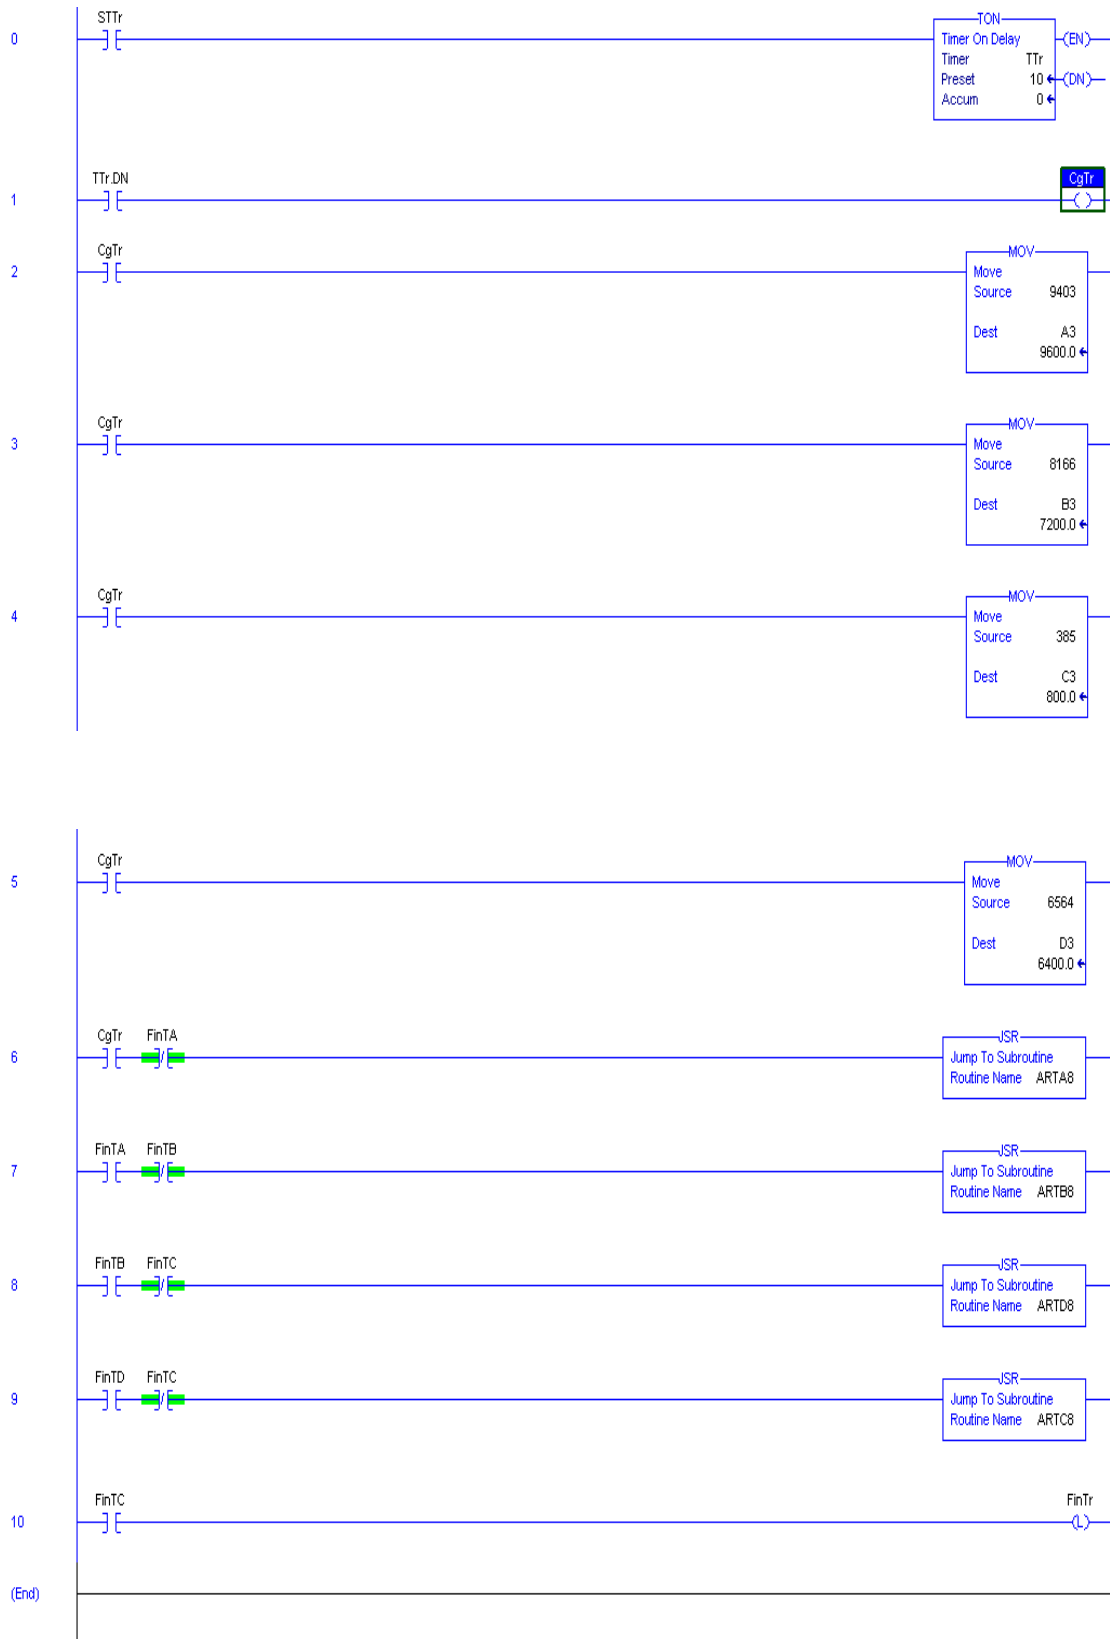 STTr
0
TON
Timer On Delay
(EN)
Timer TTr
Preset 10
(DN)
Accum 0
TTr.DN
CgTr
1
CgTr
2
MOV
Move
Source 9403
Dest A3
9600.0
CgTr
3
MOV
Move
Source 8166
Dest B3
7200.0
CgTr
4
MOV
Move
Source 385
Dest C3
800.0
CgTr
5
MOV
Move
Source 6564
Dest D3
6400.0
CgTr FinTA
6
JSR
Jump To Subroutine
Routine Name ARTA8
FinTA FinTB
7
JSR
Jump To Subroutine
Routine Name ARTB8
FinTB FinTC
8
JSR
Jump To Subroutine
Routine Name ARTD8
FinTD FinTC
9
JSR
Jump To Subroutine
Routine Name ARTC8
FinTC FinTr
10
(L)
(End)